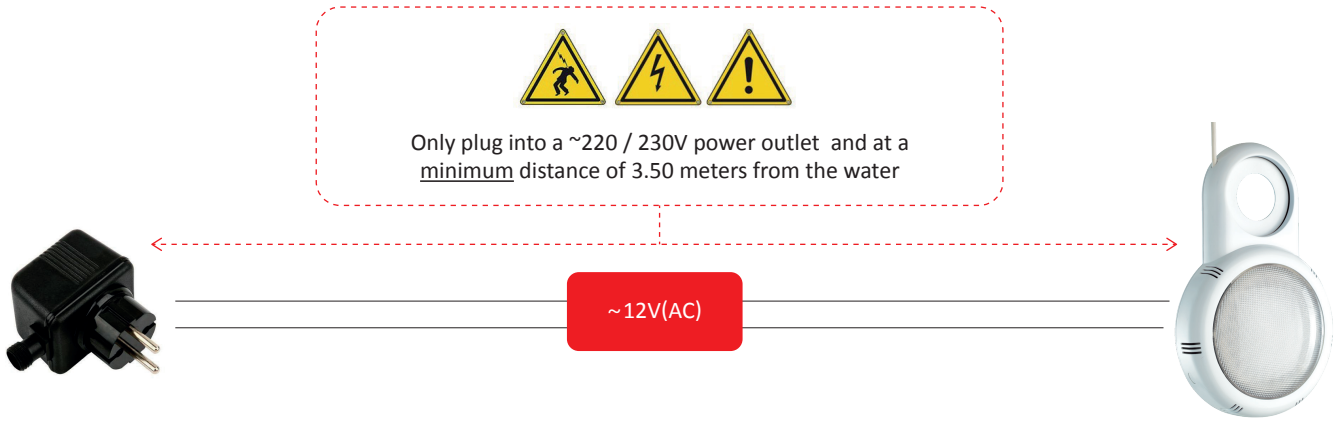 Only plug into a ~220 / 230V power outlet and at a
minimum distance of 3.50 meters from the water
~12V(AC)